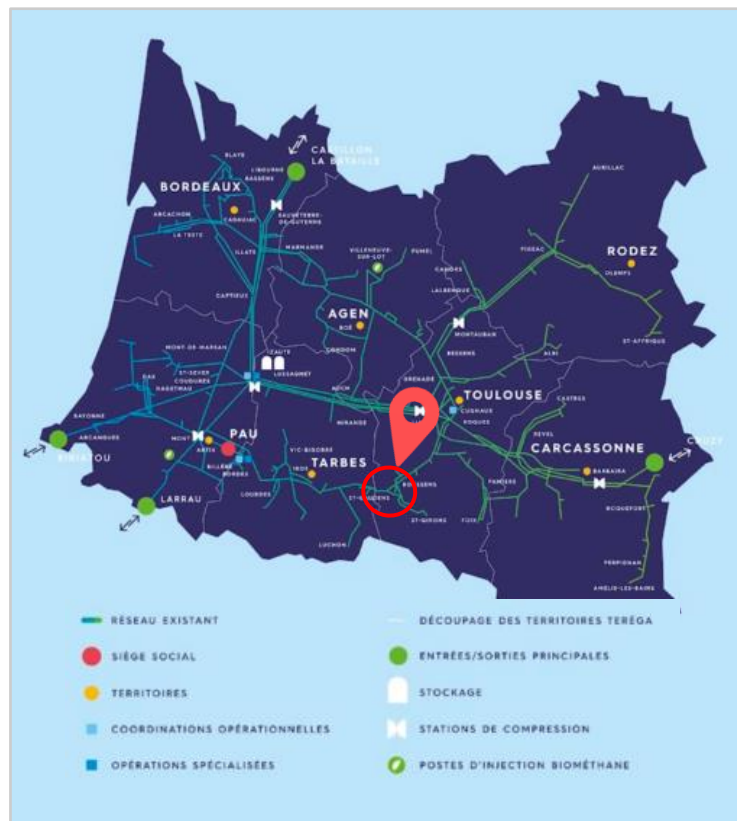 CASTILLON-
LA BATAILLE
BLAYE
LIBOURNE
BASSENS
BORDEAUX
AURILLAC
ARCACHON
SAUVETERRE-
DE-GUYENNE
LA TESTE
ILLATS
MARMANDE
VILLENEUVE-
SUR-LOT
FUMEL
FIGEAC
RODEZ
CAHORS
OLEMPS
LALBENQUE
CAPTIEUX
AGEN
BOÉ
MONTAUBAN
ST-AFFRIQUE
MONT-DE-MARSAN
IZAUTE
CONDOM
BESSENS
ALBI
ST-SEVER
LUSSAGNET
DAX
COUDURES
HAGETMAU
AUCH
GRENADE
TOULOUSE
CASTRES
CUGNAUX
BAYONNE
MIRANDE
ROQUES
ARCANGUES
MONT
PAU
REVEL
CARCASSONNE
CRUZY
BIRIATOU
ARTIX
VIC-BIGORRE
BARBAIRA
BILLÈRE
BORDES
IBOS
TARBES
PAMIERS
LARRAU
LOURDES
ST-GAUDENS
BOUSSENS
ROQUEFORT
ST-GIRONS
FOIX
LUCHON
PERPIGNAN
AMÉLIE-LES-BAINS
RÉSEAU EXISTANT
DÉCOUPAGE DES TERRITOIRES TERÉGA
SIÈGE SOCIAL
ENTRÉES/SORTIES PRINCIPALES
TERRITOIRES
STOCKAGE
COORDINATIONS OPÉRATIONNELLES
STATIONS DE COMPRESSION
OPÉRATIONS SPÉCIALISÉES
POSTES D'INJECTION BIOMÉTHANE